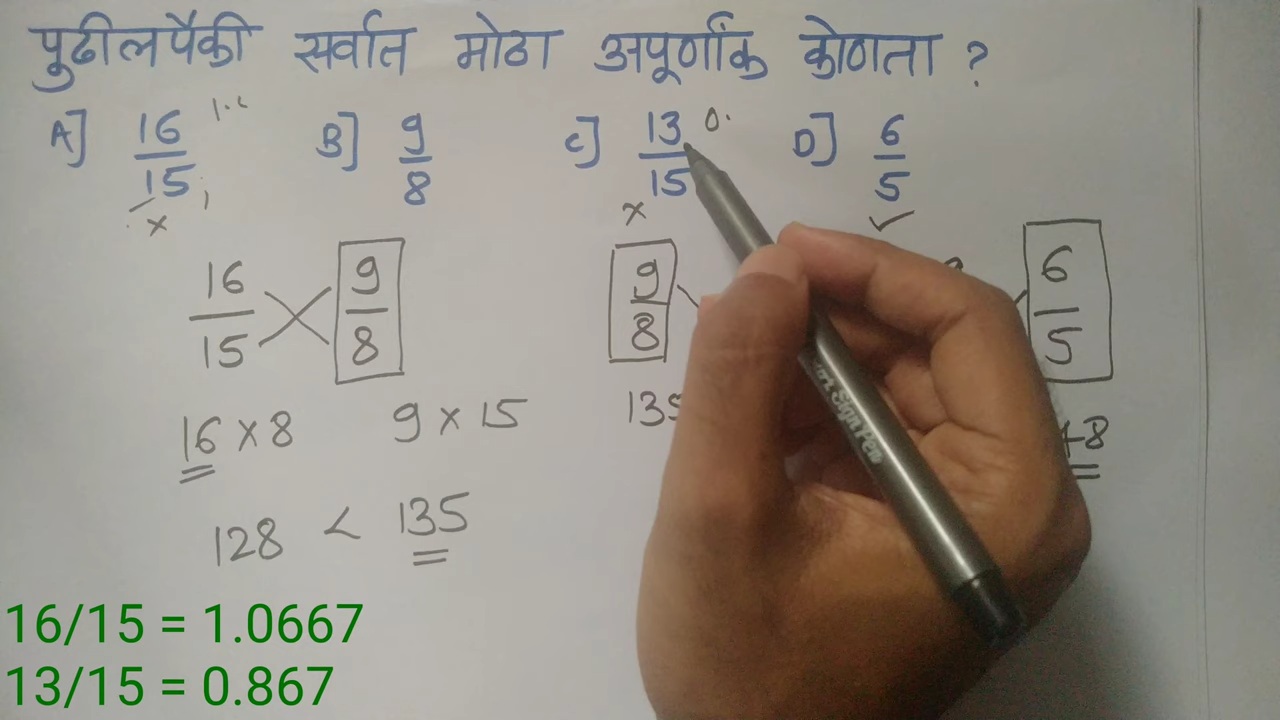 पुढीलपैकी सर्वात मोठा अपूर्णांक कोणता ?
A] 16/15 B] 9/8 C] 13/15 0. D] 6/5
x x ✓
16/15 9/8 9/8 6/5
16 x 8 9 x 15 135
128 < 135
16/15 = 1.0667
13/15 = 0.867